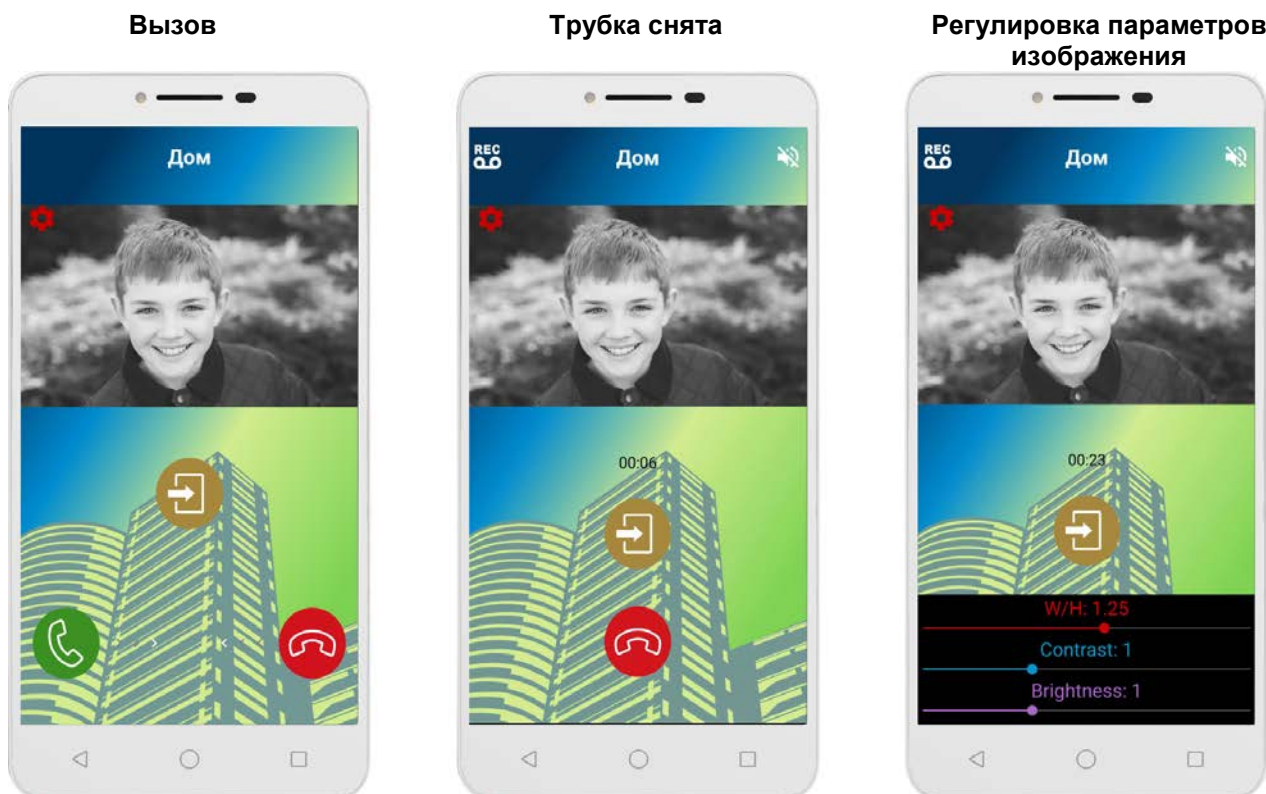 Вызов
Трубка снята
Регулировка параметров
изображения
Дом
REC
Дом
00:06
REC
Дом
00:23
W/H: 1.25
Contrast: 1
Brightness: 1